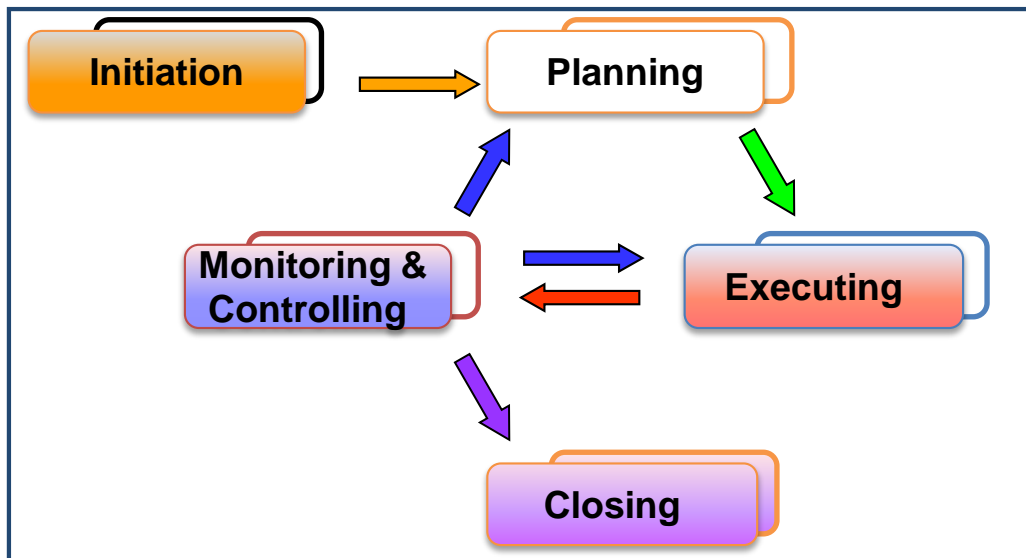 Initiation
Planning
Monitoring &
Controlling
Executing
Closing